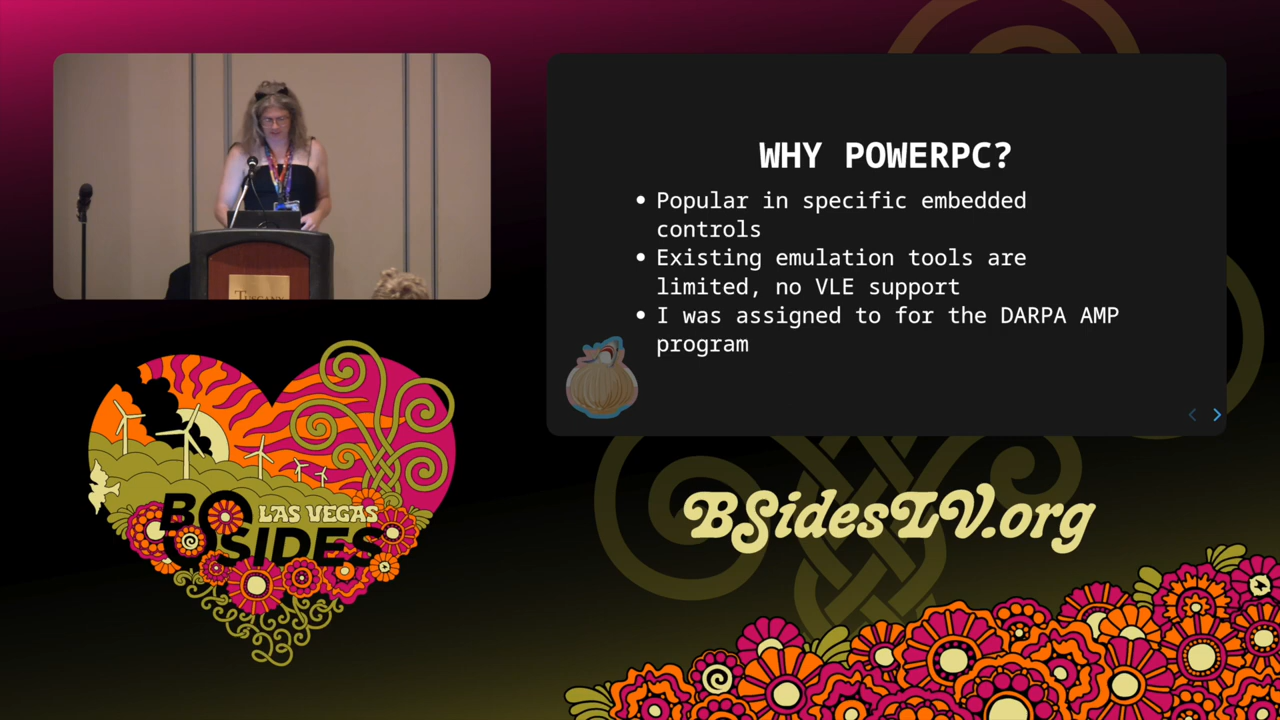 TUSCANY
WHY POWERPC?
• Popular in specific embedded
controls
• Existing emulation tools are
limited, no VLE support
• I was assigned to for the DARPA AMP
program
LAS VEGAS
BSIDES
BSidesLV.org